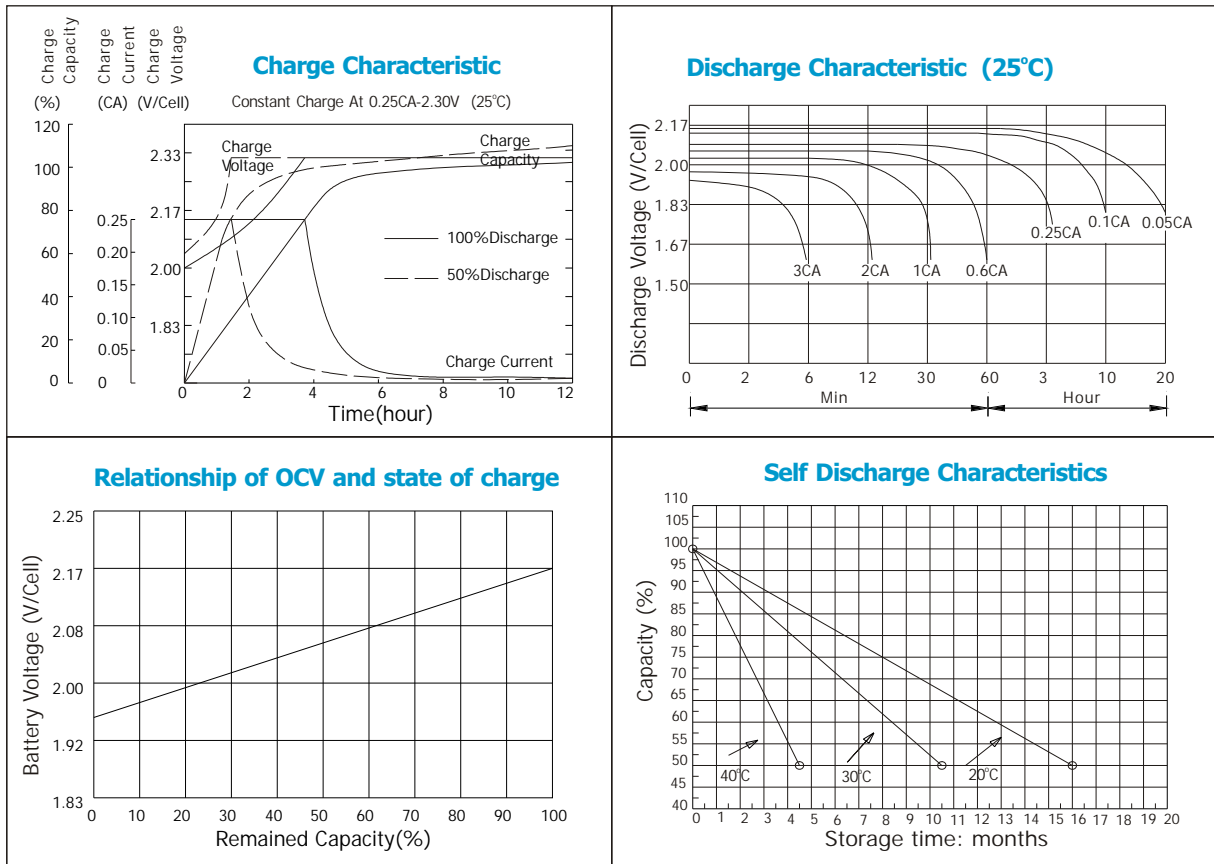 Charge Capacity
Charge Current
Charge Voltage
Charge Characteristic
(%) (CA) (V/Cell)
Constant Charge At 0.25CA-2.30V (25°C)
120
100
80
60
40
20
0
0.25
0.20
0.15
0.10
0.05
0
2.33
2.17
2.00
1.83
Charge Voltage
Charge Capacity
100%Discharge
50%Discharge
Charge Current
0 2 4 6 8 10 12
Time(hour)
Discharge Characteristic (25°C)
Discharge Voltage (V/Cell)
2.17
2.00
1.83
1.67
1.50
3CA 2CA 1CA 0.6CA 0.25CA 0.1CA 0.05CA
0 2 6 12 30 60 3 10 20
Min Hour
Relationship of OCV and state of charge
Battery Voltage (V/Cell)
2.25
2.17
2.08
2.00
1.92
1.83
0 10 20 30 40 50 60 70 80 90 100
Remained Capacity(%)
Self Discharge Characteristics
Capacity (%)
110
105
100
95
90
85
80
75
70
65
60
55
50
45
40
40°C 30°C 20°C
0 1 2 3 4 5 6 7 8 9 10 11 12 13 14 15 16 17 18 19 20
Storage time: months